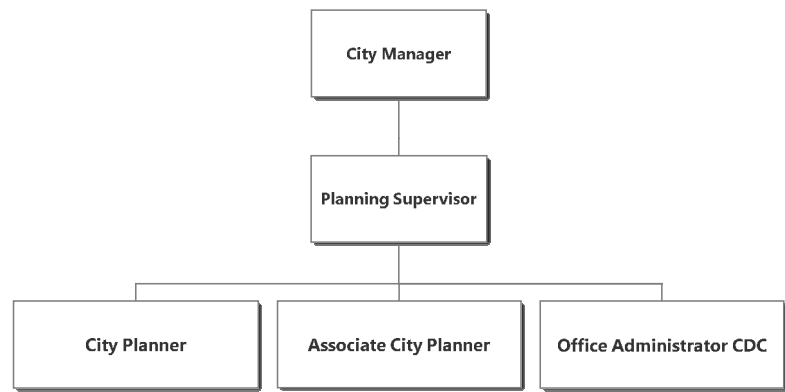 City Manager
Planning Supervisor
City Planner
Associate City Planner
Office Administrator CDC